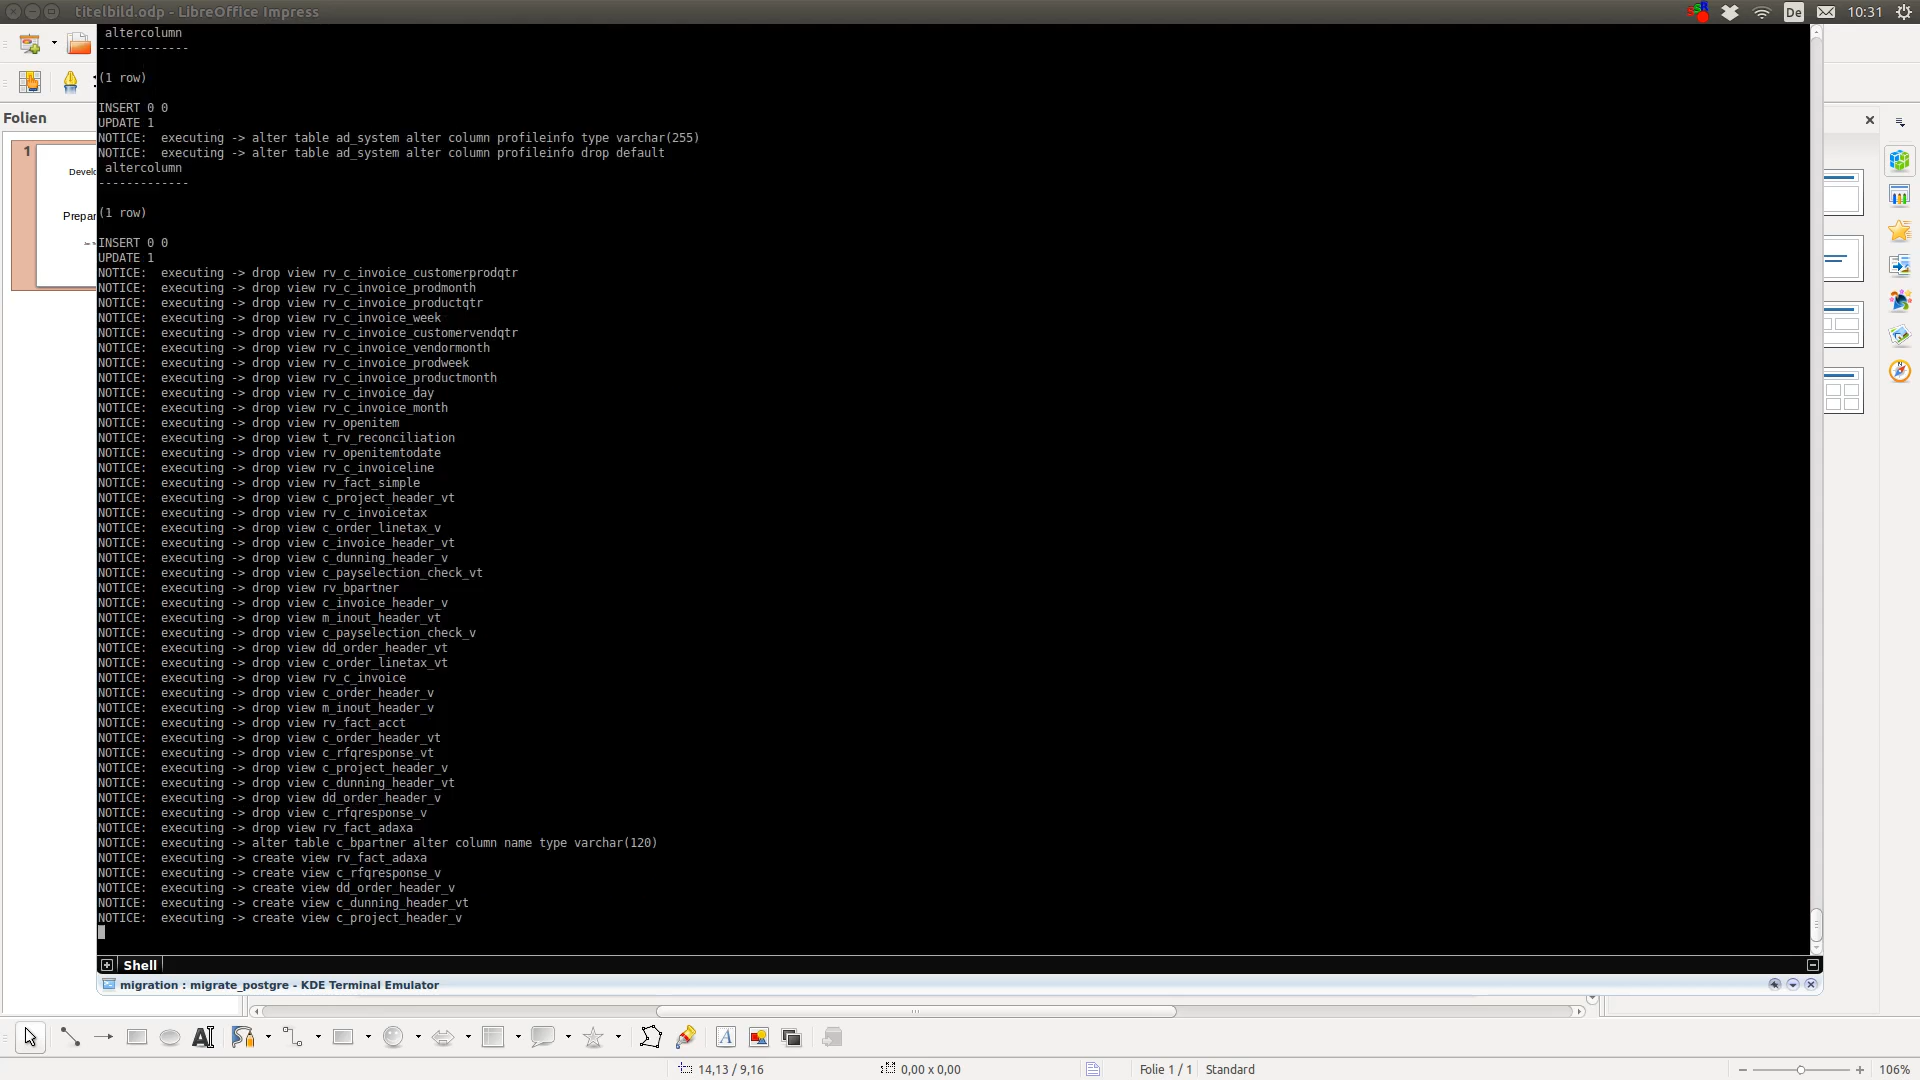 titelbild.odp - LibreOffice Impress
De
10:31
Folien
1
Develo
Prepar
altercolumn
-------------
(1 row)
INSERT 0 0
UPDATE 1
NOTICE:  executing -> alter table ad_system alter column profileinfo type varchar(255)
NOTICE:  executing -> alter table ad_system alter column profileinfo drop default
altercolumn
-------------
(1 row)
INSERT 0 0
UPDATE 1
NOTICE:  executing -> drop view rv_c_invoice_customerprodqtr
NOTICE:  executing -> drop view rv_c_invoice_prodmonth
NOTICE:  executing -> drop view rv_c_invoice_productqtr
NOTICE:  executing -> drop view rv_c_invoice_week
NOTICE:  executing -> drop view rv_c_invoice_customervendqtr
NOTICE:  executing -> drop view rv_c_invoice_vendormonth
NOTICE:  executing -> drop view rv_c_invoice_prodweek
NOTICE:  executing -> drop view rv_c_invoice_productmonth
NOTICE:  executing -> drop view rv_c_invoice_day
NOTICE:  executing -> drop view rv_c_invoice_month
NOTICE:  executing -> drop view rv_openitem
NOTICE:  executing -> drop view t_rv_reconciliation
NOTICE:  executing -> drop view rv_openitemtodate
NOTICE:  executing -> drop view rv_c_invoiceline
NOTICE:  executing -> drop view rv_fact_simple
NOTICE:  executing -> drop view c_project_header_vt
NOTICE:  executing -> drop view rv_c_invoicetax
NOTICE:  executing -> drop view c_order_linetax_v
NOTICE:  executing -> drop view c_invoice_header_vt
NOTICE:  executing -> drop view c_dunning_header_v
NOTICE:  executing -> drop view c_payselection_check_vt
NOTICE:  executing -> drop view rv_bpartner
NOTICE:  executing -> drop view c_invoice_header_v
NOTICE:  executing -> drop view m_inout_header_vt
NOTICE:  executing -> drop view c_payselection_check_v
NOTICE:  executing -> drop view dd_order_header_vt
NOTICE:  executing -> drop view c_order_linetax_vt
NOTICE:  executing -> drop view rv_c_invoice
NOTICE:  executing -> drop view c_order_header_v
NOTICE:  executing -> drop view m_inout_header_v
NOTICE:  executing -> drop view rv_fact_acct
NOTICE:  executing -> drop view c_order_header_vt
NOTICE:  executing -> drop view c_rfqresponse_vt
NOTICE:  executing -> drop view c_project_header_v
NOTICE:  executing -> drop view c_dunning_header_vt
NOTICE:  executing -> drop view dd_order_header_v
NOTICE:  executing -> drop view c_rfqresponse_v
NOTICE:  executing -> drop view rv_fact_adaxa
NOTICE:  executing -> alter table c_bpartner alter column name type varchar(120)
NOTICE:  executing -> create view rv_fact_adaxa
NOTICE:  executing -> create view c_rfqresponse_v
NOTICE:  executing -> create view dd_order_header_v
NOTICE:  executing -> create view c_dunning_header_vt
NOTICE:  executing -> create view c_project_header_v
Shell
migration : migrate_postgre - KDE Terminal Emulator
14,13 / 9,16
0,00 x 0,00
Folie 1 / 1
Standard
106%